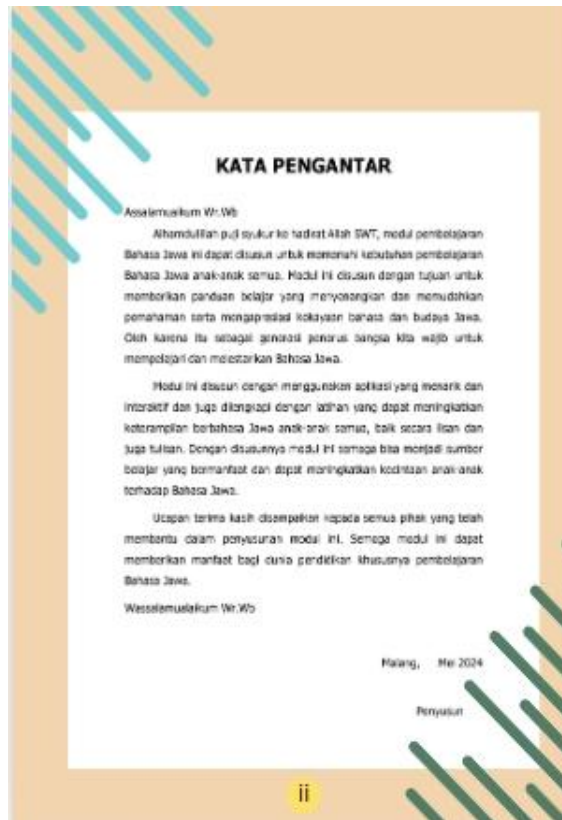 KATA PENGANTAR
Assalamualkum Wr.Wb
Alhamdulillah puji syukur ke hadirat Allah SWT, modul pembelajaran
Bahasa Jawa ini dapat disusun untuk memenuhi kebutuhan pembelajaran
Bahasa Jawa anak-anak semua. Modul ini disusun dengan tujuan untuk
memberikan panduan belajar yang menyenangkan dan memudahkan
pemahaman serta mengapresiasi kekayaan bahasa dan budaya Jawa.
Oleh karena itu sebagai generasi penerus bangsa kita wajib untuk
mempelajari dan melestarikan Bahasa Jawa.
Modul ini disusun dengan menggunakan aplikasi yang menarik dan
interaktif dan juga dilengkapi dengan latihan yang dapat meningkatkan
keterampilan berbahasa Jawa anak-anak semua, baik secara lisan dan
juga tulisan. Dengan disusunnya modul ini semoga bisa menjadi sumber
belajar yang bermanfaat dan dapat meningkatkan kecintaan anak-anak
terhadap Bahasa Jawa.
Ucapan terima kasih disampaikan kepada semua pihak yang telah
membantu dalam penyusunan modul ini. Semoga modul ini dapat
memberikan manfaat bagi dunia pendidikan khususnya pembelajaran
Bahasa Jawa.
Wassalamualaikum Wr.Wb
Malang, Mei 2024
Penyusun
ii